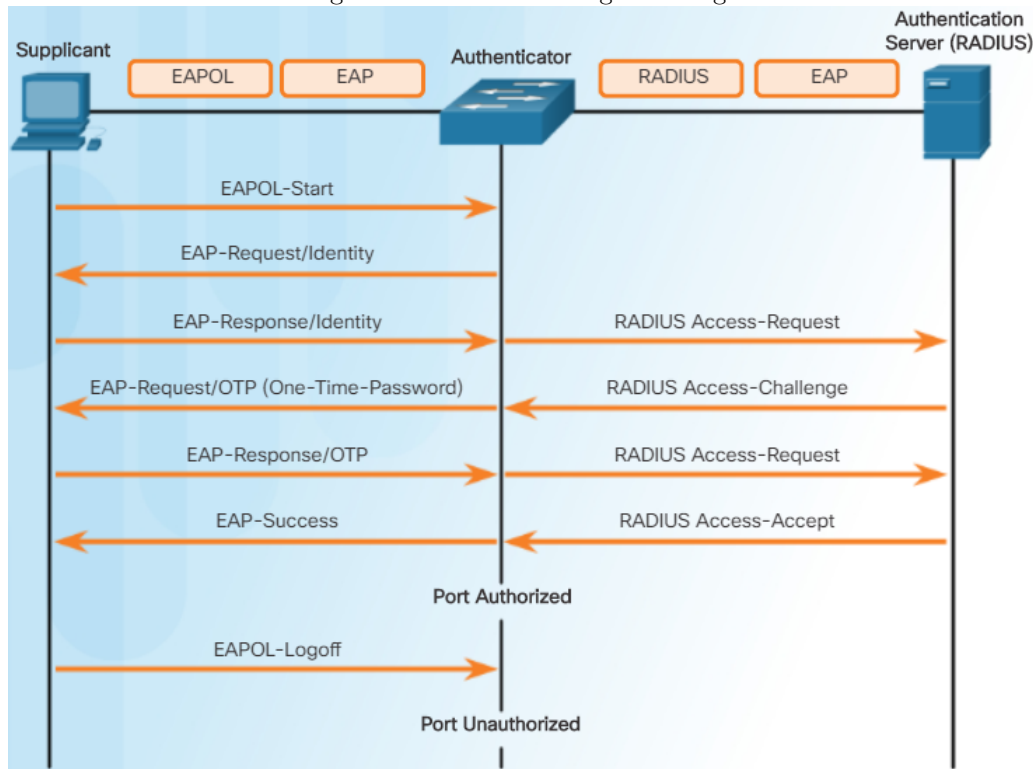 Supplicant
EAPOL
EAP
Authenticator
RADIUS
EAP
Authentication
Server (RADIUS)
EAPOL-Start
EAP-Request/Identity
EAP-Response/Identity
RADIUS Access-Request
EAP-Request/OTP (One-Time-Password)
RADIUS Access-Challenge
EAP-Response/OTP
RADIUS Access-Request
EAP-Success
RADIUS Access-Accept
Port Authorized
EAPOL-Logoff
Port Unauthorized